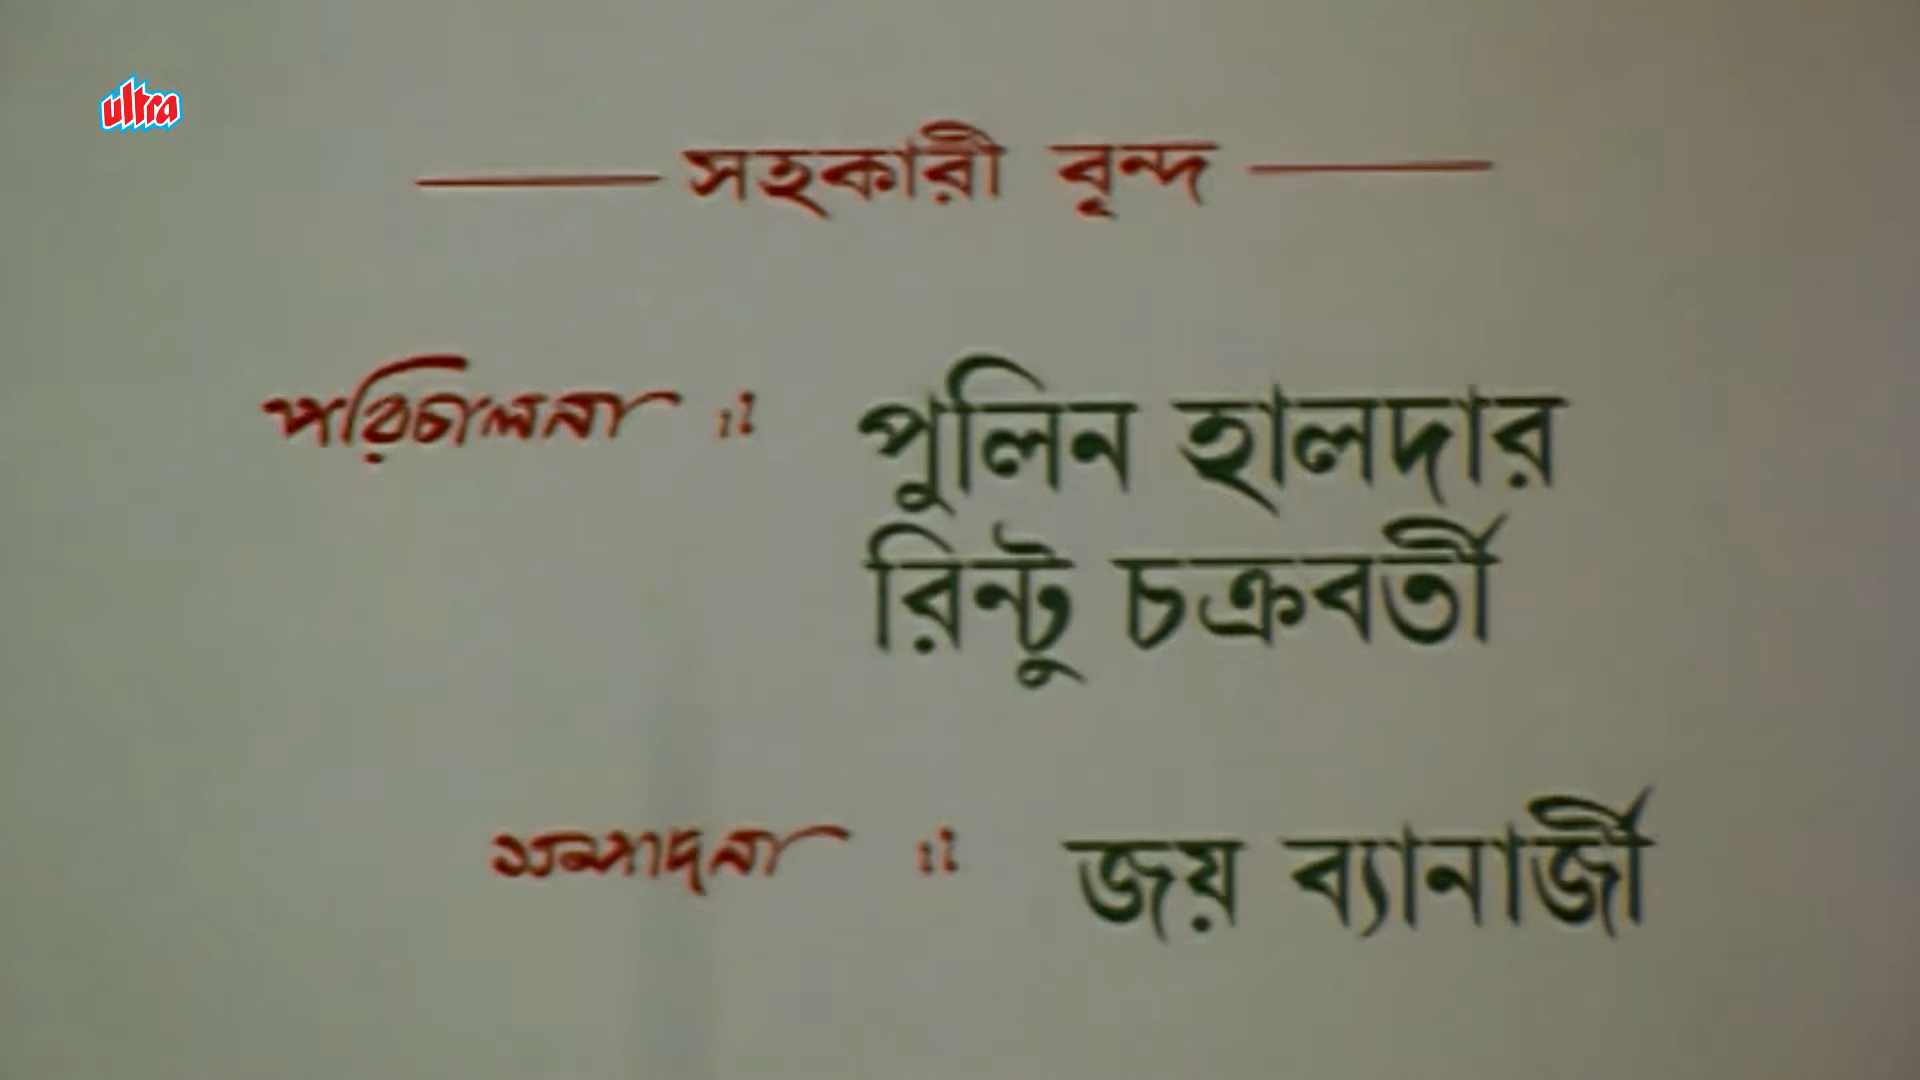 ultra
সহকারী বৃন্দ
পরিচালনা ঃঃ পুলিন হালদার
রিন্টু চক্রবর্তী
সম্পাদনা ঃঃ জয় ব্যানার্জী